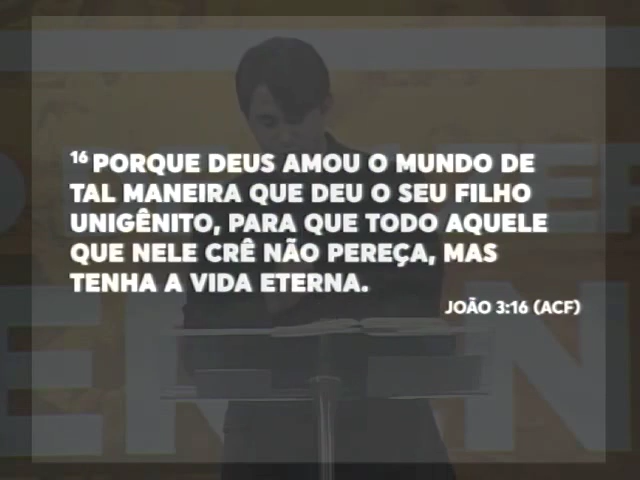 16 PORQUE DEUS AMOU O MUNDO DE
TAL MANEIRA QUE DEU O SEU FILHO
UNIGÊNITO, PARA QUE TODO AQUELE
QUE NELE CRÊ NÃO PEREÇA, MAS
TENHA A VIDA ETERNA.
JOÃO 3:16 (ACF)